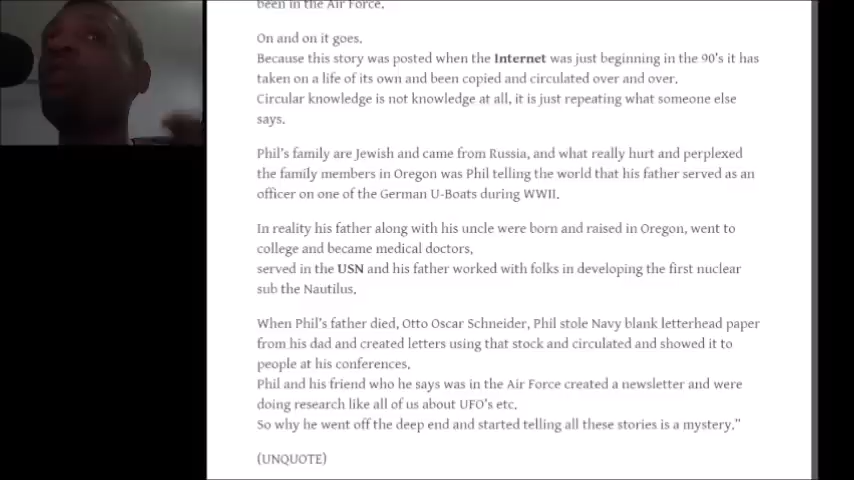 been in the Air Force.
On and on it goes.
Because this story was posted when the Internet was just beginning in the 90's it has
taken on a life of its own and been copied and circulated over and over.
Circular knowledge is not knowledge at all, it is just repeating what someone else
says.
Phil's family are Jewish and came from Russia, and what really hurt and perplexed
the family members in Oregon was Phil telling the world that his father served as an
officer on one of the German U-Boats during WWII.
In reality his father along with his uncle were born and raised in Oregon, went to
college and became medical doctors,
served in the USN and his father worked with folks in developing the first nuclear
sub the Nautilus.
When Phil's father died, Otto Oscar Schneider, Phil stole Navy blank letterhead paper
from his dad and created letters using that stock and circulated and showed it to
people at his conferences.
Phil and his friend who he says was in the Air Force created a newsletter and were
doing research like all of us about UFO's etc.
So why he went off the deep end and started telling all these stories is a mystery."
(UNQUOTE)